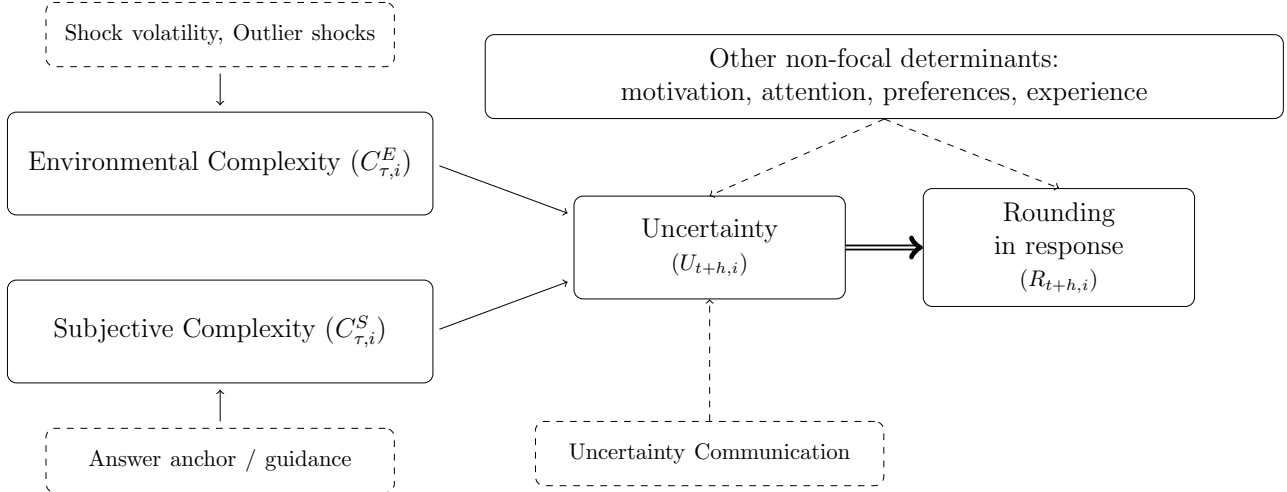 Shock volatility, Outlier shocks
Other non-focal determinants:
motivation, attention, preferences, experience
Environmental Complexity (C^E_{τ,i})
Uncertainty
(U_{t+h,i})
Rounding
in response
(R_{t+h,i})
Subjective Complexity (C^S_{τ,i})
Answer anchor / guidance
Uncertainty Communication